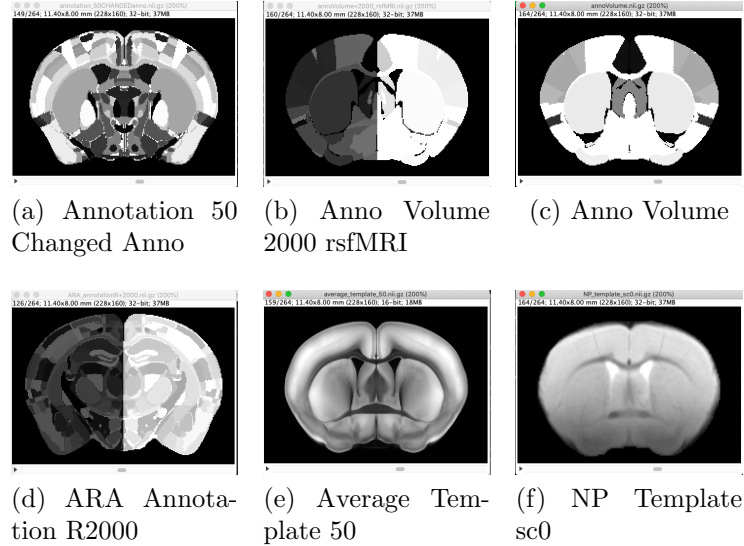 annotation_50CHANGEDanno.nii.gz (200%)
149/264; 11.40x8.00 mm (228x160); 32-bit; 37MB
annoVolume+2000_rsfMRI.nii.gz (200%)
160/264; 11.40x8.00 mm (228x160); 32-bit; 37MB
annoVolume.nii.gz (200%)
164/264; 11.40x8.00 mm (228x160); 32-bit; 37MB
(a) Annotation 50
Changed Anno
(b) Anno Volume
2000 rsfMRI
(c) Anno Volume
ARA_annotationR+2000.nii.gz (200%)
126/264; 11.40x8.00 mm (228x160); 32-bit; 37MB
average_template_50.nii.gz (200%)
159/264; 11.40x8.00 mm (228x160); 16-bit; 18MB
NP_template_sc0.nii.gz (200%)
164/264; 11.40x8.00 mm (228x160); 32-bit; 37MB
(d) ARA Annota-
tion R2000
(e) Average Tem-
plate 50
(f) NP Template
sc0